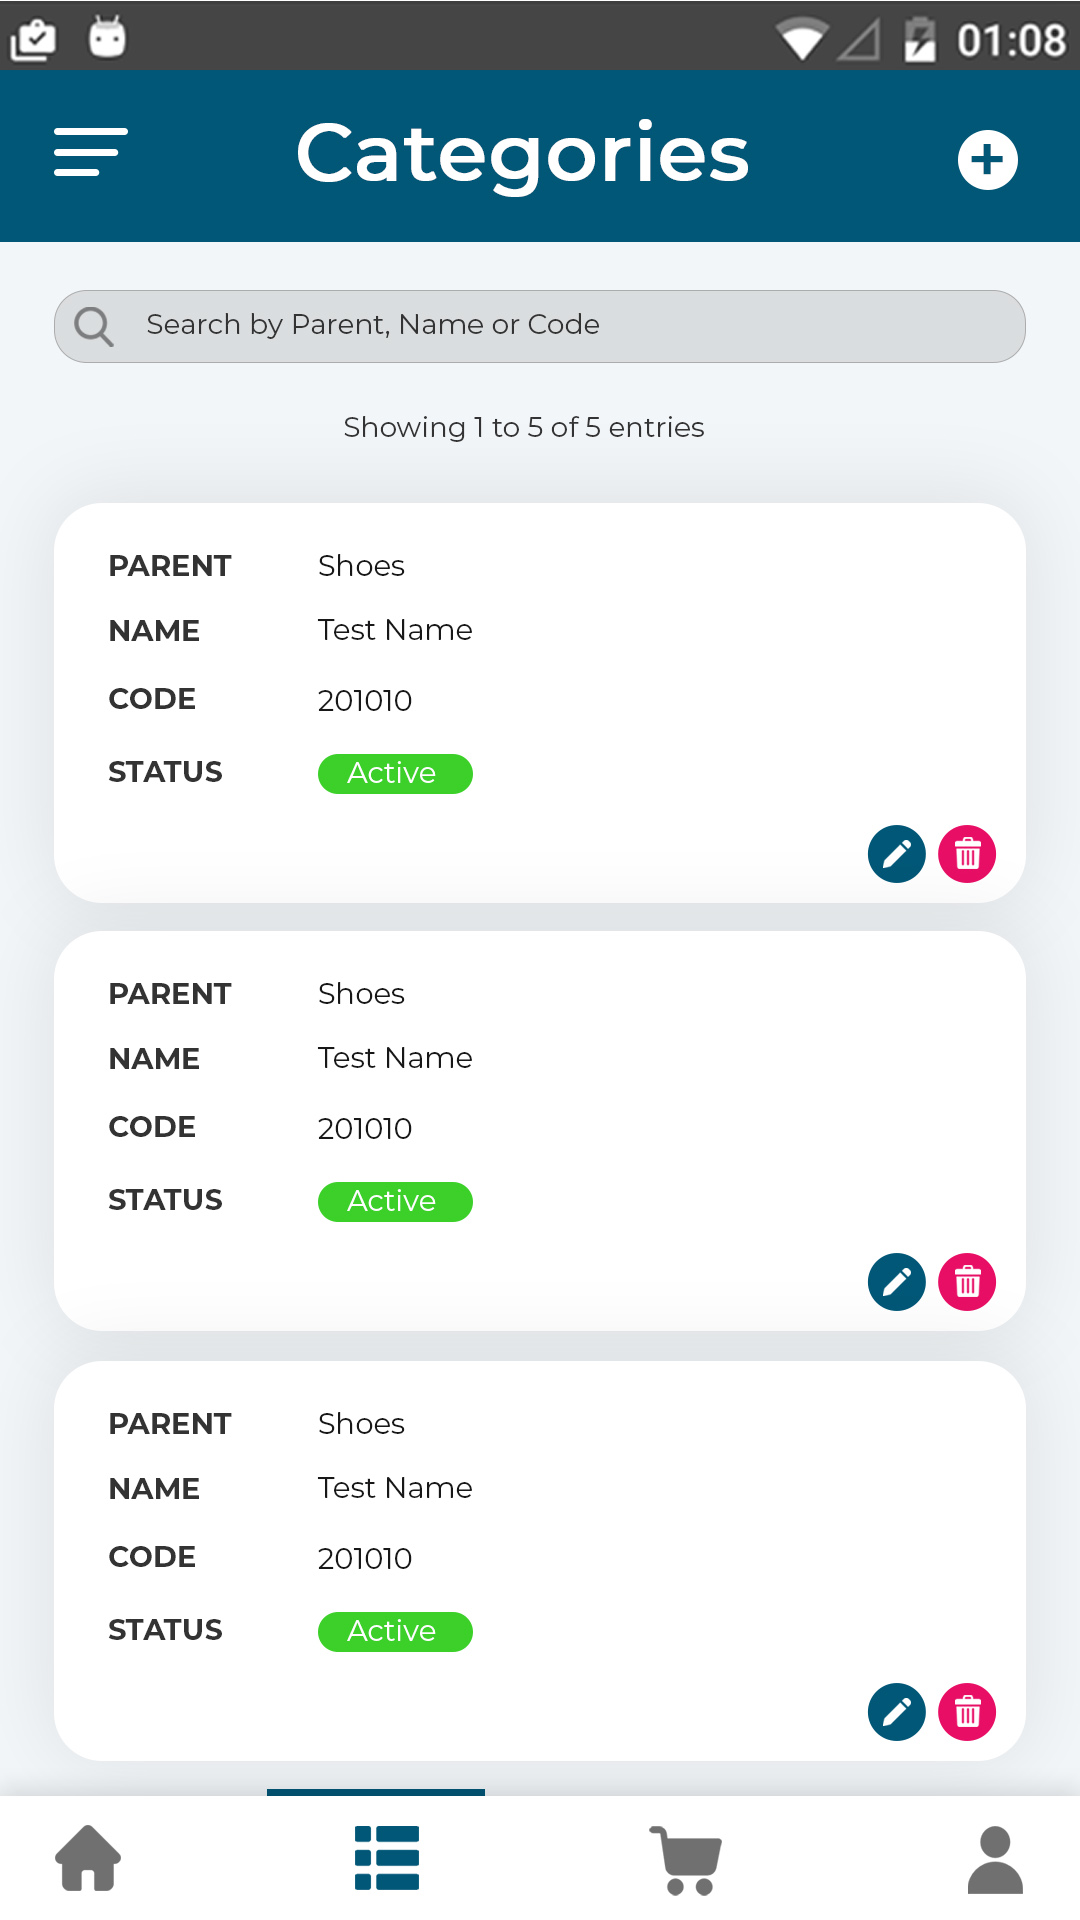 01:08
Categories
Search by Parent, Name or Code
Showing 1 to 5 of 5 entries
PARENT Shoes
NAME Test Name
CODE 201010
STATUS Active
PARENT Shoes
NAME Test Name
CODE 201010
STATUS Active
PARENT Shoes
NAME Test Name
CODE 201010
STATUS Active